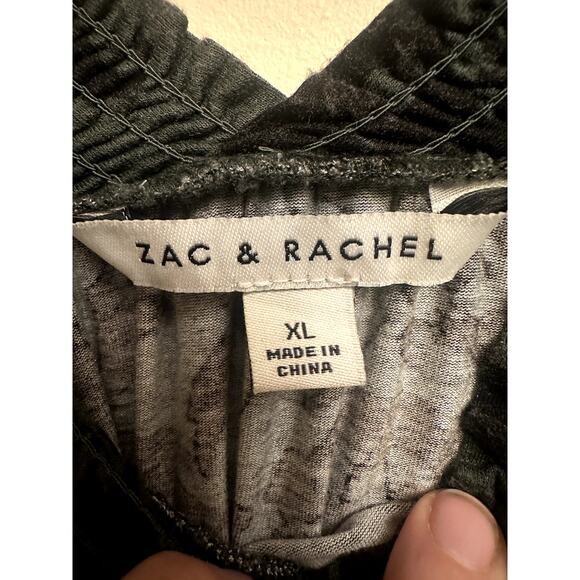 ZAC & RACHEL
XL
MADE IN
CHINA